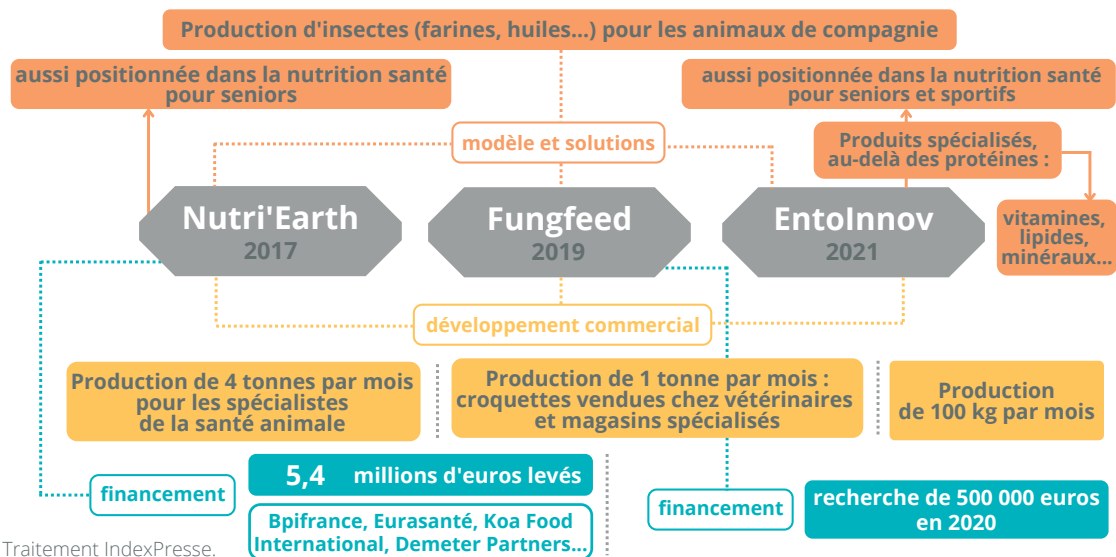 Production d'insectes (farines, huiles...) pour les animaux de compagnie
aussi positionnée dans la nutrition santé
pour seniors
aussi positionnée dans la nutrition santé
pour seniors et sportifs
modèle et solutions
Produits spécialisés,
au-delà des protéines :
Nutri'Earth
2017
Fungfeed
2019
EntoInnov
2021
vitamines,
lipides,
minéraux...
développement commercial
Production de 4 tonnes par mois
pour les spécialistes
de la santé animale
Production de 1 tonne par mois :
croquettes vendues chez vétérinaires
et magasins spécialisés
Production
de 100 kg par mois
financement
5,4 millions d'euros levés
Bpifrance, Eurasanté, Koa Food
International, Demeter Partners...
financement
recherche de 500 000 euros
en 2020
Traitement IndexPresse.